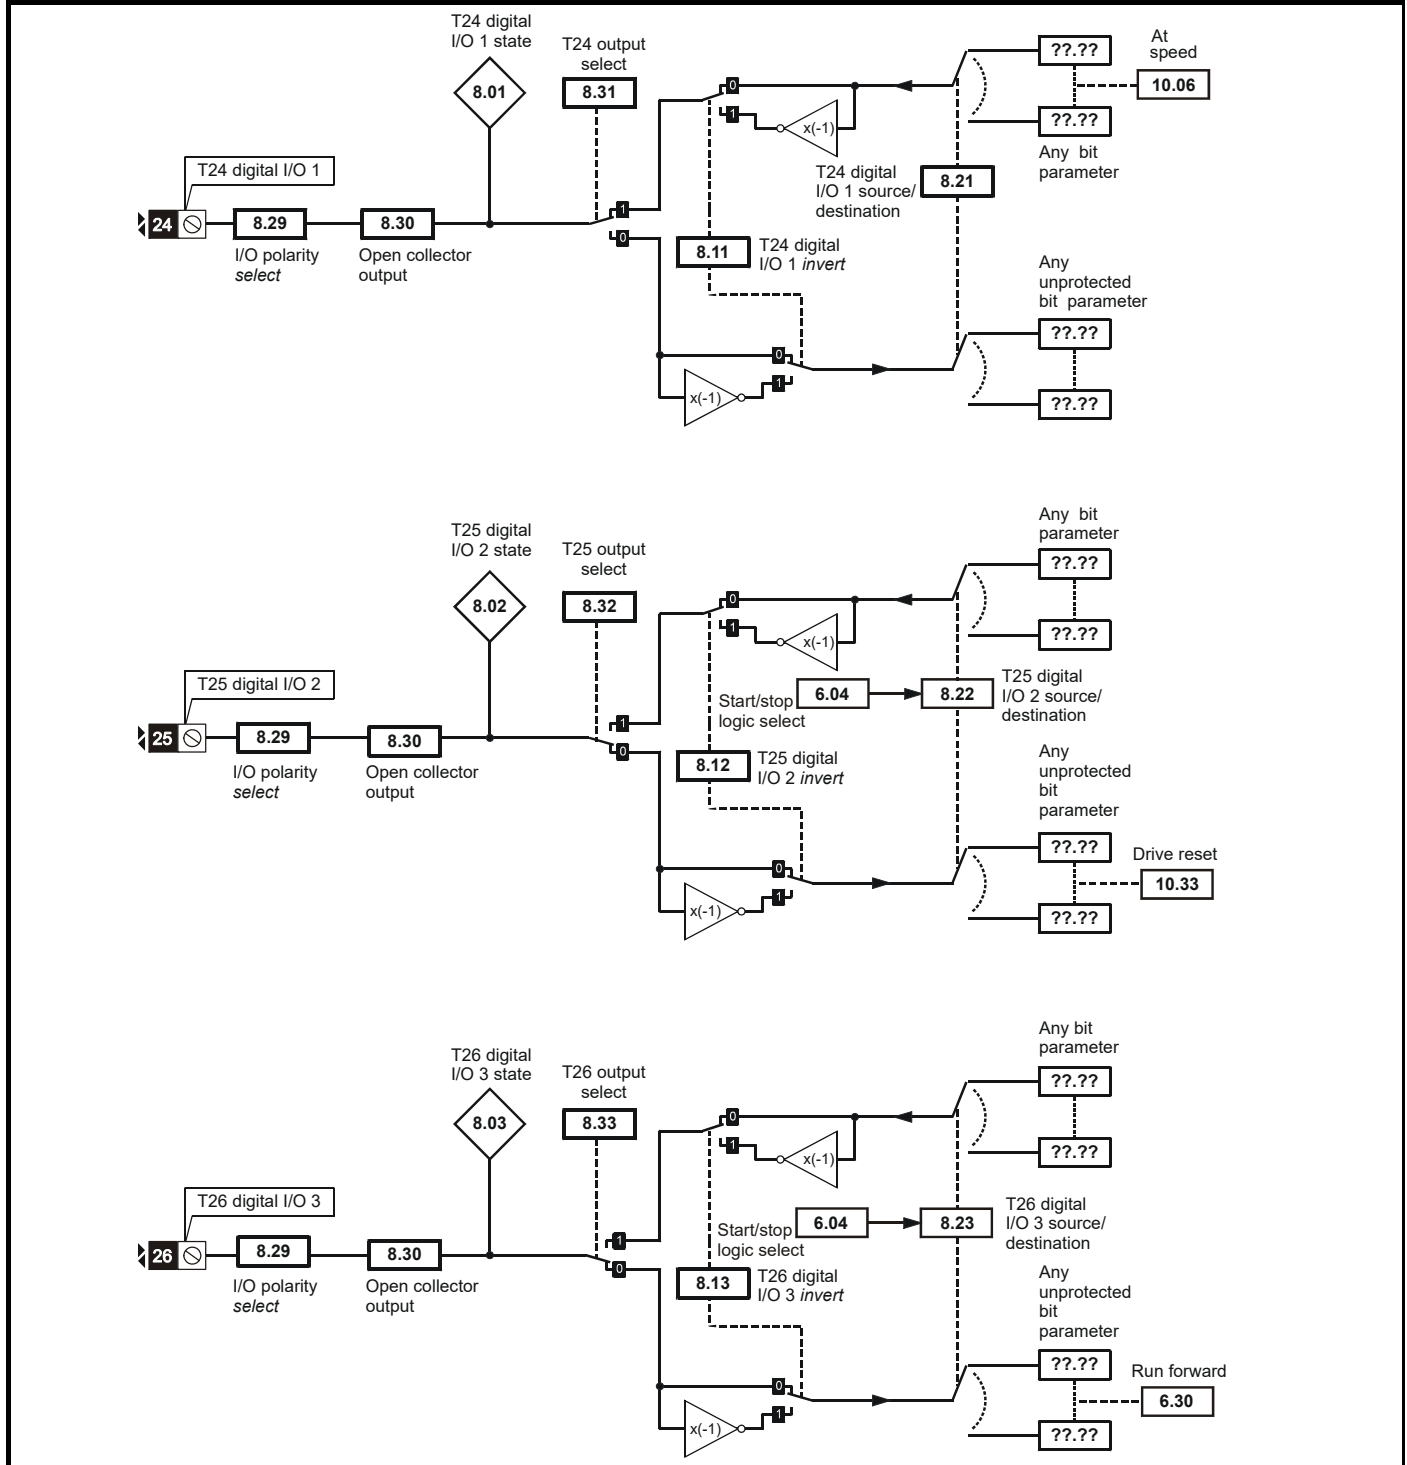 T24 digital
I/O 1 state
T24 output
select
8.01
8.31
0
1
x(-1)
??.??
At
speed
10.06
??.??
Any bit
parameter
T24 digital I/O 1
T24 digital
I/O 1 source/
destination
8.21
24
8.29
8.30
1
0
I/O polarity
select
Open collector
output
8.11
T24 digital
I/O 1 invert
Any
unprotected
bit parameter
??.??
0
1
x(-1)
??.??
T25 digital
I/O 2 state
T25 output
select
Any bit
parameter
8.02
8.32
0
1
x(-1)
??.??
??.??
T25 digital I/O 2
Start/stop
logic select
6.04
8.22
T25 digital
I/O 2 source/
destination
25
8.29
8.30
1
0
I/O polarity
select
Open collector
output
8.12
T25 digital
I/O 2 invert
Any
unprotected
bit
parameter
??.??
Drive reset
10.33
0
1
x(-1)
??.??
T26 digital
I/O 3 state
T26 output
select
Any bit
parameter
8.03
8.33
0
1
x(-1)
??.??
??.??
T26 digital I/O 3
Start/stop
logic select
6.04
8.23
T26 digital
I/O 3 source/
destination
26
8.29
8.30
1
0
I/O polarity
select
Open collector
output
8.13
T26 digital
I/O 3 invert
Any
unprotected
bit
parameter
??.??
Run forward
6.30
0
1
x(-1)
??.??